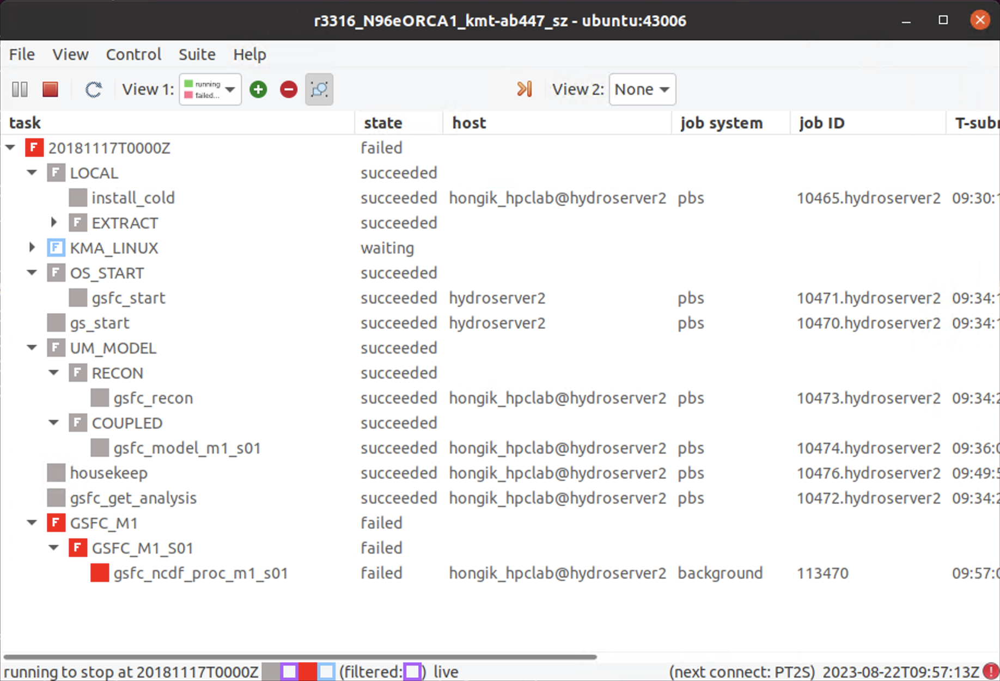 r3316_N96eORCA1_kmt-ab447_sz - ubuntu:43006
File View Control Suite Help
View 1: running failed... View 2: None
task state host job system job ID T-subm
F 20181117T0000Z failed
F LOCAL succeeded
install_cold succeeded hongik_hpclab@hydroserver2 pbs 10465.hydroserver2 09:30:1
F EXTRACT succeeded
F KMA_LINUX waiting
F OS_START succeeded
gsfc_start succeeded hydroserver2 pbs 10471.hydroserver2 09:34:1
gs_start succeeded hydroserver2 pbs 10470.hydroserver2 09:34:1
F UM_MODEL succeeded
F RECON succeeded
gsfc_recon succeeded hongik_hpclab@hydroserver2 pbs 10473.hydroserver2 09:34:2
F COUPLED succeeded
gsfc_model_m1_s01 succeeded hongik_hpclab@hydroserver2 pbs 10474.hydroserver2 09:36:0
housekeep succeeded hongik_hpclab@hydroserver2 pbs 10476.hydroserver2 09:49:5
gsfc_get_analysis succeeded hongik_hpclab@hydroserver2 pbs 10472.hydroserver2 09:34:2
F GSFC_M1 failed
F GSFC_M1_S01 failed
gsfc_ncdf_proc_m1_s01 failed hongik_hpclab@hydroserver2 background 113470 09:57:0
running to stop at 20181117T0000Z (filtered: ) live (next connect: PT2S) 2023-08-22T09:57:13Z